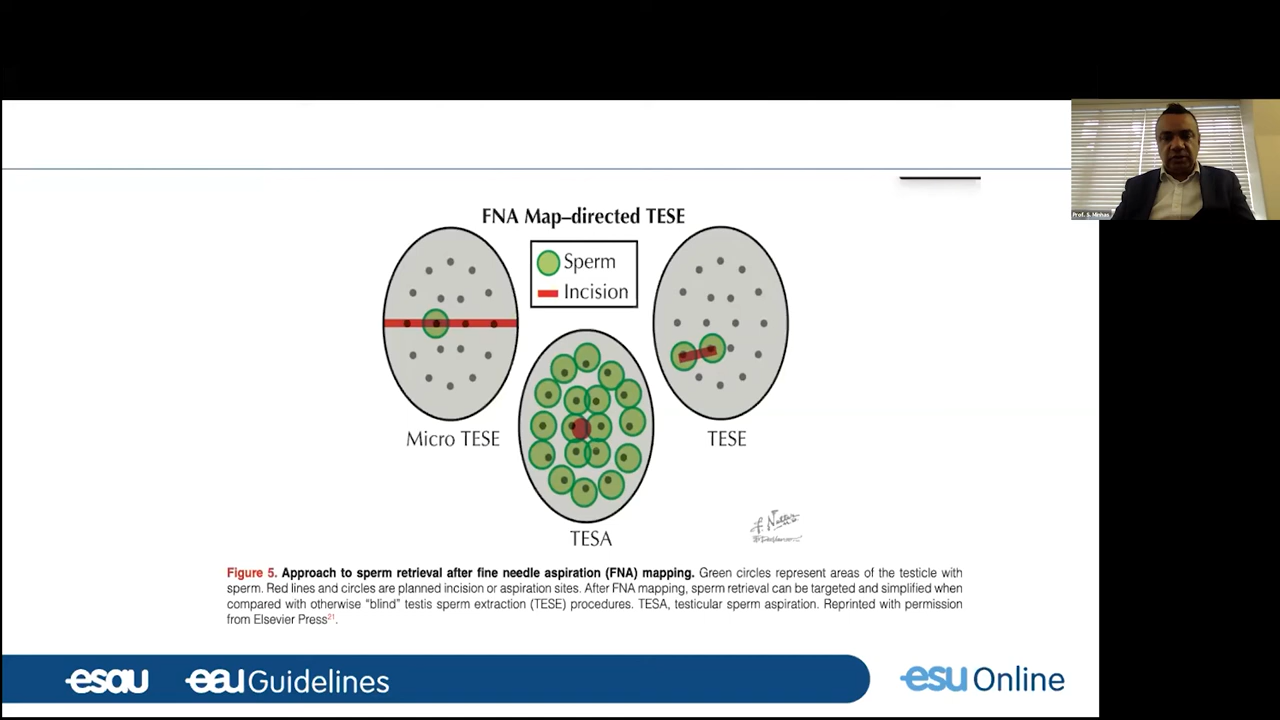 Prof. S. Minhas
FNA Map–directed TESE
Sperm
Incision
Micro TESE
TESE
TESA
Figure 5. Approach to sperm retrieval after fine needle aspiration (FNA) mapping. Green circles represent areas of the testicle with
sperm. Red lines and circles are planned incision or aspiration sites. After FNA mapping, sperm retrieval can be targeted and simplified when
compared with otherwise “blind” testis sperm extraction (TESE) procedures. TESA, testicular sperm aspiration. Reprinted with permission
from Elsevier Press21.
esau
eau Guidelines
esu Online